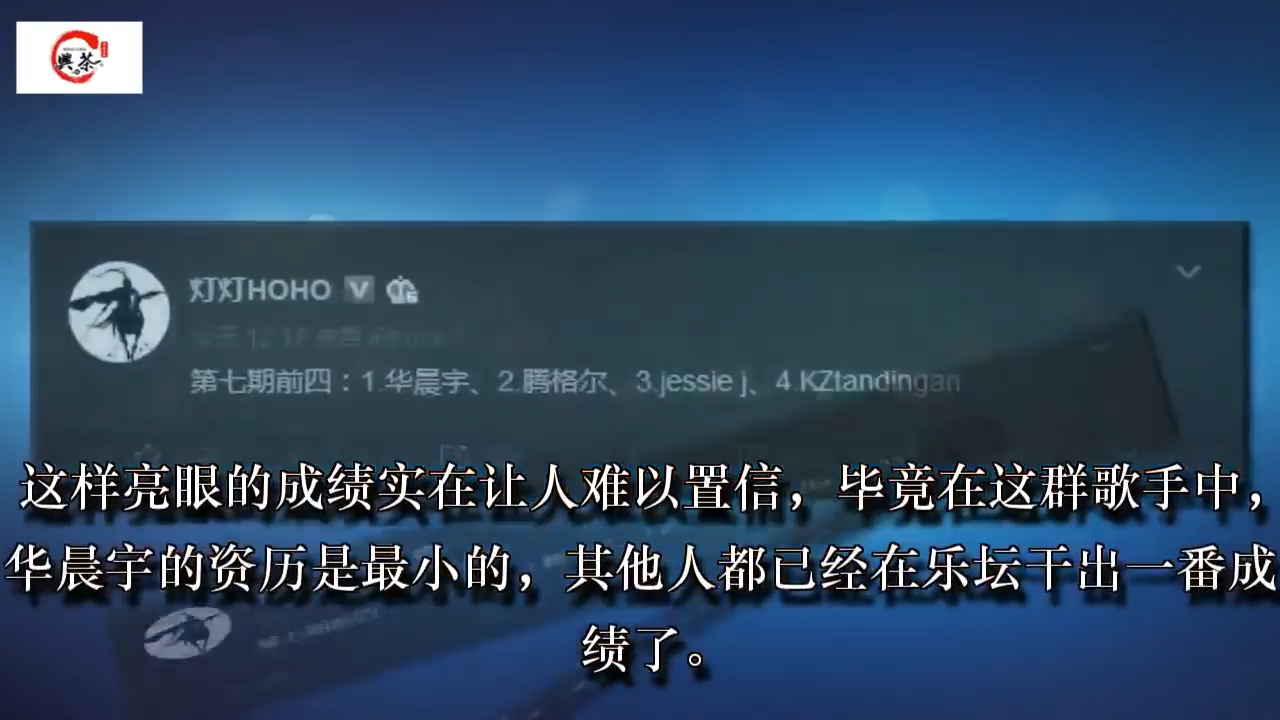 興茶
灯灯HOHO
第七期前四：1.华晨宇、2.腾格尔、3.jessie j、4.KZtandingan
这样亮眼的成绩实在让人难以置信，毕竟在这群歌手中，
华晨宇的资历是最小的，其他人都已经在乐坛干出一番成
绩了。